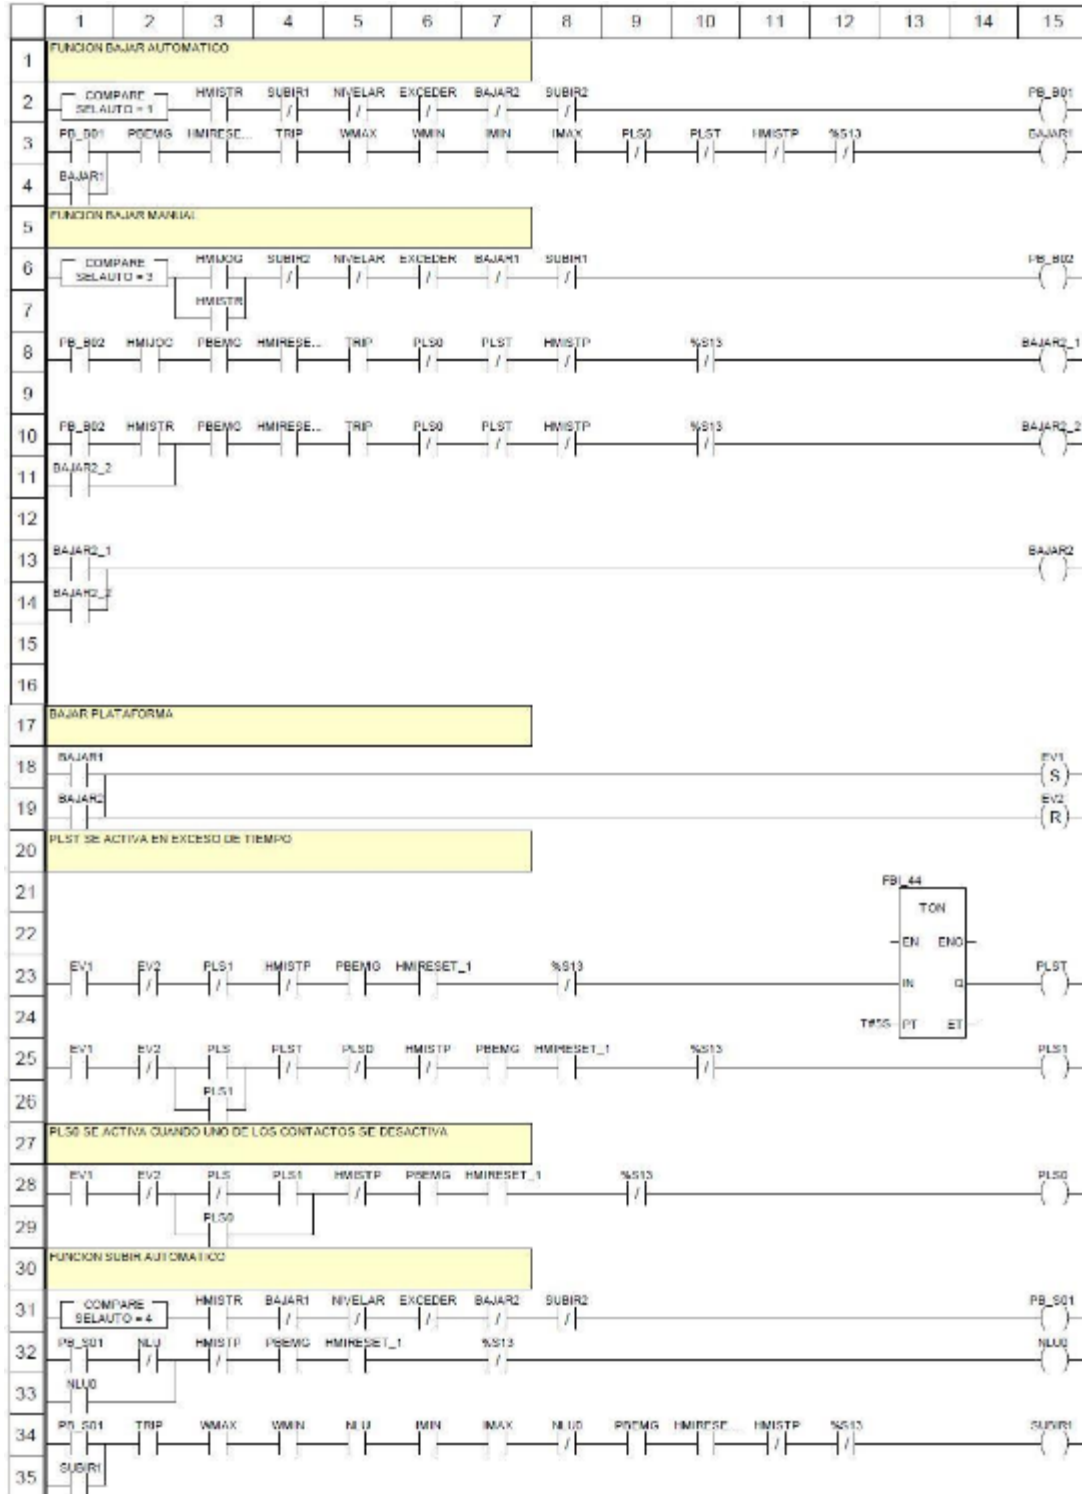 1 2 3 4 5 6 7 8 9 10 11 12 13 14 15
1 FUNCION BAJAR AUTOMATICO
COMPARE HMISTR SUBIR1 NIVELAR EXCEDER BAJAR2 SUBIR2 PB_B01
2 SELAUTO = 1
3 PB_B01 PBEMG HMIRESE... TRIP WMAX WMIN IMIN IMAX PLS0 PLST HMISTP %S13 BAJAR1
4 BAJAR1
5 FUNCION BAJAR MANUAL
COMPARE HMIJOG SUBIR2 NIVELAR EXCEDER BAJAR1 SUBIR1 PB_B02
6 SELAUTO = 3
7 HMISTR
8 PB_B02 HMIJOG PBEMG HMIRESE... TRIP PLS0 PLST HMISTP %S13 BAJAR2_1
9
10 PB_B02 HMISTR PBEMG HMIRESE... TRIP PLS0 PLST HMISTP %S13 BAJAR2_2
11 BAJAR2_2
12
13 BAJAR2_1 BAJAR2
14 BAJAR2_2
15
16
17 BAJAR PLATAFORMA
18 BAJAR1 EV1 S
19 BAJAR2 EV2 R
20 PLST SE ACTIVA EN EXCESO DE TIEMPO
21 FBI_44
TON
22 EN ENO
23 EV1 EV2 PLS1 HMISTP PBEMG HMIRESET_1 %S13 IN Q PLST
24 T#5S PT ET
25 EV1 EV2 PLS PLST PLS0 HMISTP PBEMG HMIRESET_1 %S13 PLS1
26 PLS1
27 PLS0 SE ACTIVA CUANDO UNO DE LOS CONTACTOS SE DESACTIVA
28 EV1 EV2 PLS PLS1 HMISTP PBEMG HMIRESET_1 %S13 PLS0
29 PLS0
30 FUNCION SUBIR AUTOMATICO
COMPARE HMISTR BAJAR1 NIVELAR EXCEDER BAJAR2 SUBIR2 PB_S01
31 SELAUTO = 4
32 PB_S01 NLU HMISTP PBEMG HMIRESET_1 %S13 NLU0
33 NLU0
34 PB_S01 TRIP WMAX WMIN NLU IMIN IMAX NLU0 PBEMG HMIRESE... HMISTP %S13 SUBIR1
35 SUBIR1